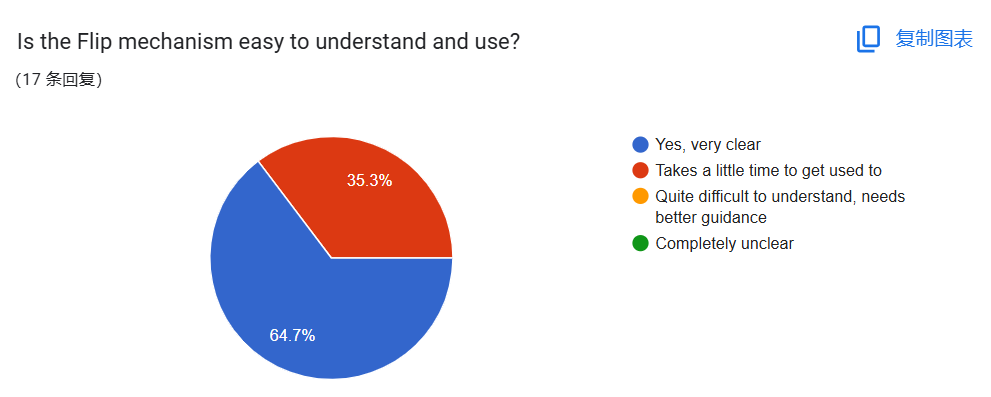 Is the Flip mechanism easy to understand and use?
复制图表
(17 条回复)
35.3%
64.7%
Yes, very clear
Takes a little time to get used to
Quite difficult to understand, needs
better guidance
Completely unclear